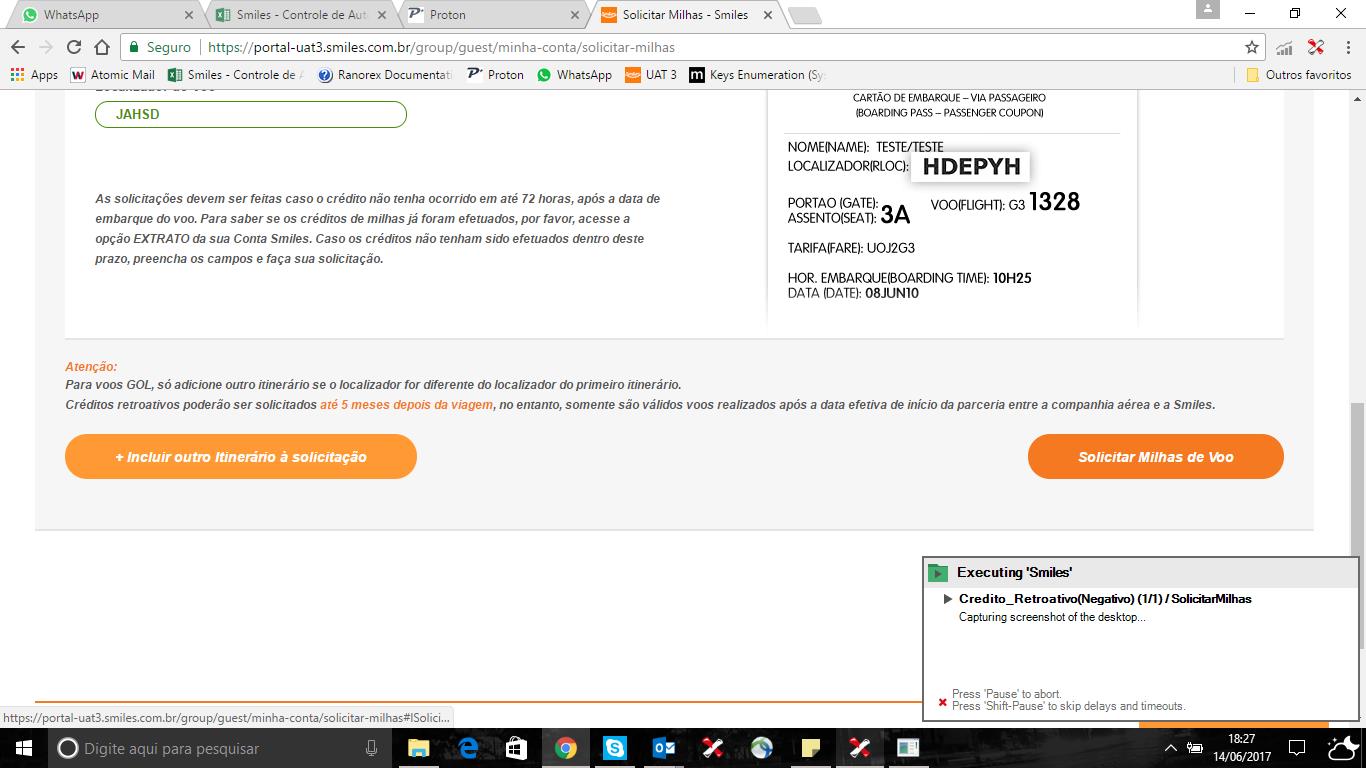 WhatsApp
Smiles - Controle de Aut
Proton
Solicitar Milhas - Smiles
Seguro
https://portal-uat3.smiles.com.br/group/guest/minha-conta/solicitar-milhas
Apps
Atomic Mail
Smiles - Controle de A
Ranorex Documentati
Proton
WhatsApp
UAT 3
Keys Enumeration (Sy
Outros favoritos
JAHSD
As solicitações devem ser feitas caso o crédito não tenha ocorrido em até 72 horas, após a data de
embarque do voo. Para saber se os créditos de milhas já foram efetuados, por favor, acesse a
opção EXTRATO da sua Conta Smiles. Caso os créditos não tenham sido efetuados dentro deste
prazo, preencha os campos e faça sua solicitação.
CARTÃO DE EMBARQUE – VIA PASSAGEIRO
(BOARDING PASS – PASSENGER COUPON)
NOME(NAME): TESTE/TESTE
LOCALIZADOR(RLOC): HDEPYH
PORTAO (GATE):
ASSENTO(SEAT): 3A
VOO(FLIGHT): G3 1328
TARIFA(FARE): UOJ2G3
HOR. EMBARQUE(BOARDING TIME): 10H25
DATA (DATE): 08JUN10
Atenção:
Para voos GOL, só adicione outro itinerário se o localizador for diferente do localizador do primeiro itinerário.
Créditos retroativos poderão ser solicitados até 5 meses depois da viagem, no entanto, somente são válidos voos realizados após a data efetiva de início da parceria entre a companhia aérea e a Smiles.
+ Incluir outro Itinerário à solicitação
Solicitar Milhas de Voo
Executing 'Smiles'
Credito_Retroativo(Negativo) (1/1) / SolicitarMilhas
Capturing screenshot of the desktop...
Press 'Pause' to abort.
Press 'Shift-Pause' to skip delays and timeouts.
https://portal-uat3.smiles.com.br/group/guest/minha-conta/solicitar-milhas#ISolici...
Digite aqui para pesquisar
18:27
14/06/2017